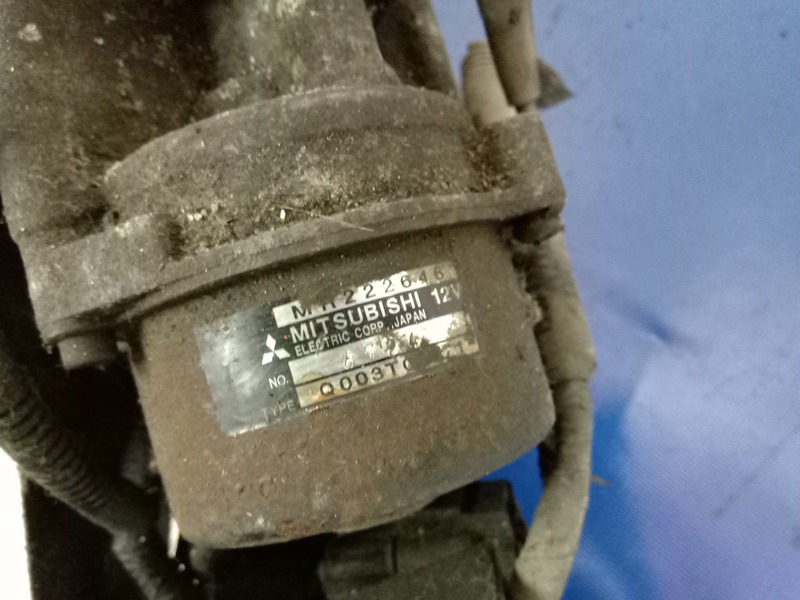 MR222646
MITSUBISHI 12V
ELECTRIC CORP., JAPAN
NO.
TYPE